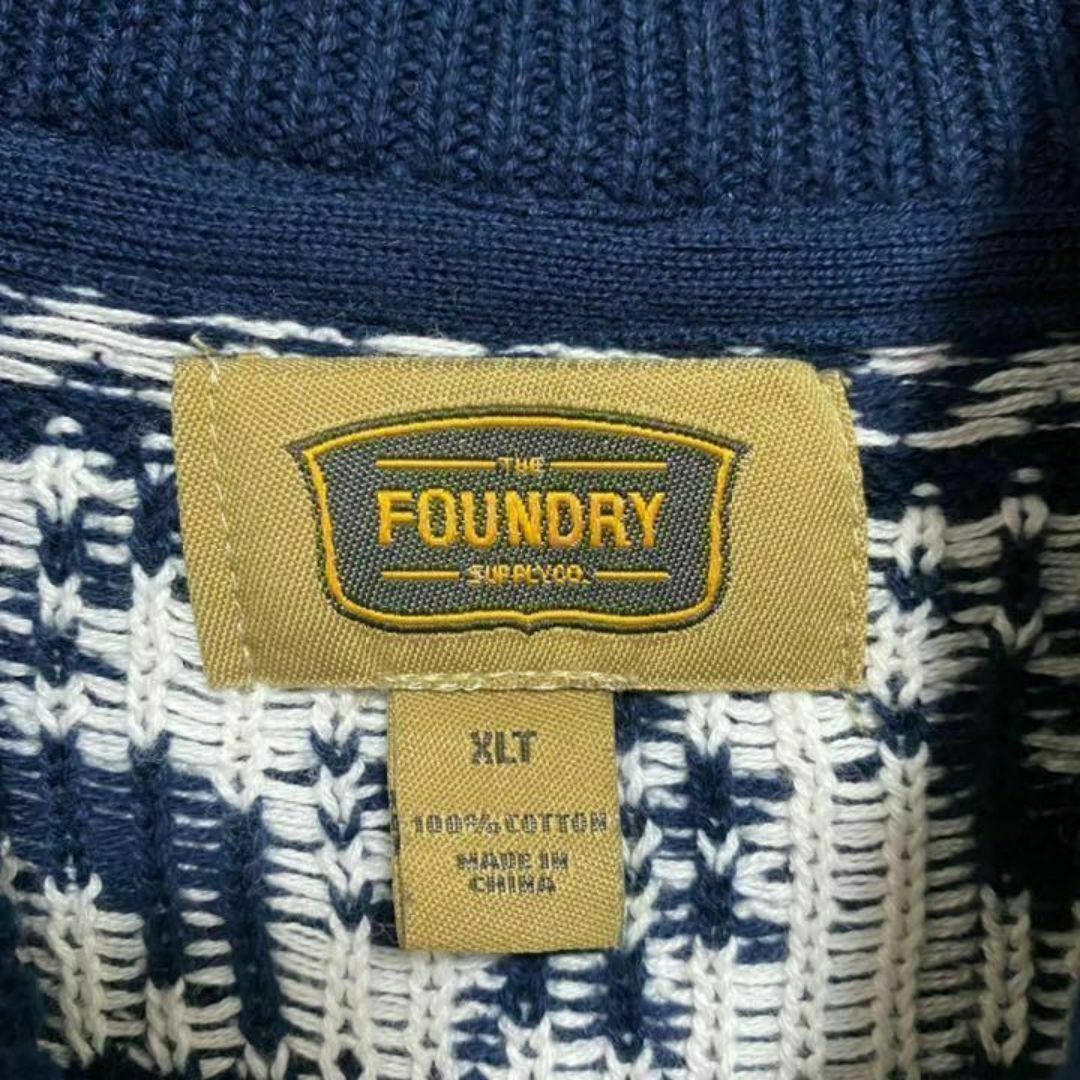 THE
FOUNDRY
SUPPLY CO.
XLT
100% COTTON
MADE IN
CHINA